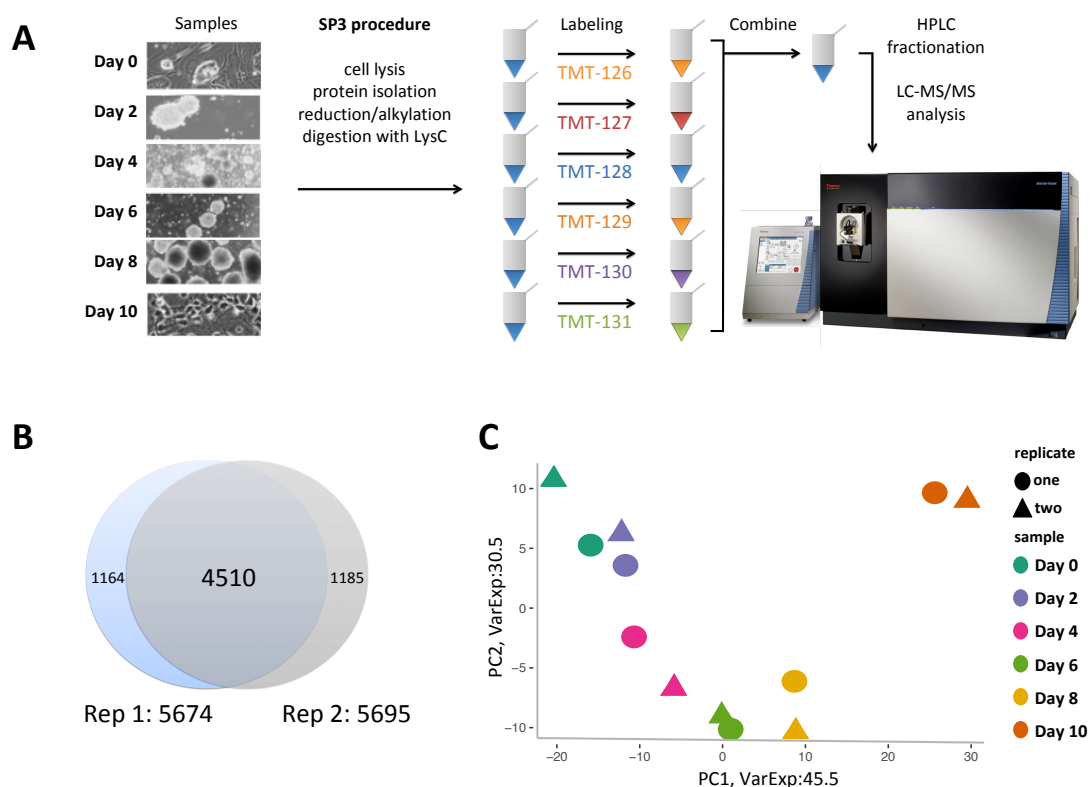 A
Samples
Day 0
Day 2
Day 4
Day 6
Day 8
Day 10
SP3 procedure
cell lysis
protein isolation
reduction/alkylation
digestion with LysC
Labeling
TMT-126
TMT-127
TMT-128
TMT-129
TMT-130
TMT-131
Combine
HPLC
fractionation
LC-MS/MS
analysis
B
1164
4510
1185
Rep 1: 5674
Rep 2: 5695
C
PC2, VarExp:30.5
10
5
0
−5
−10
−20
−10
0
10
20
30
PC1, VarExp:45.5
replicate
one
two
sample
Day 0
Day 2
Day 4
Day 6
Day 8
Day 10